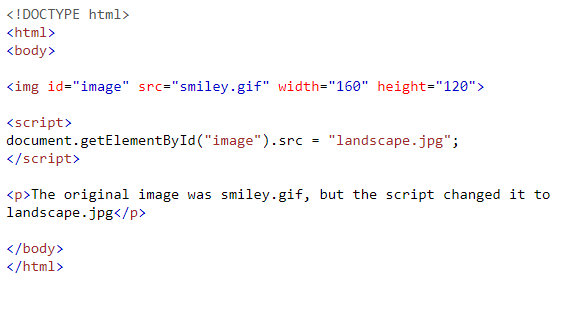 <!DOCTYPE html>
<html>
<body>
<img id="image" src="smiley.gif" width="160" height="120">
<script>
document.getElementById("image").src = "landscape.jpg";
</script>
<p>The original image was smiley.gif, but the script changed it to
landscape.jpg</p>
</body>
</html>